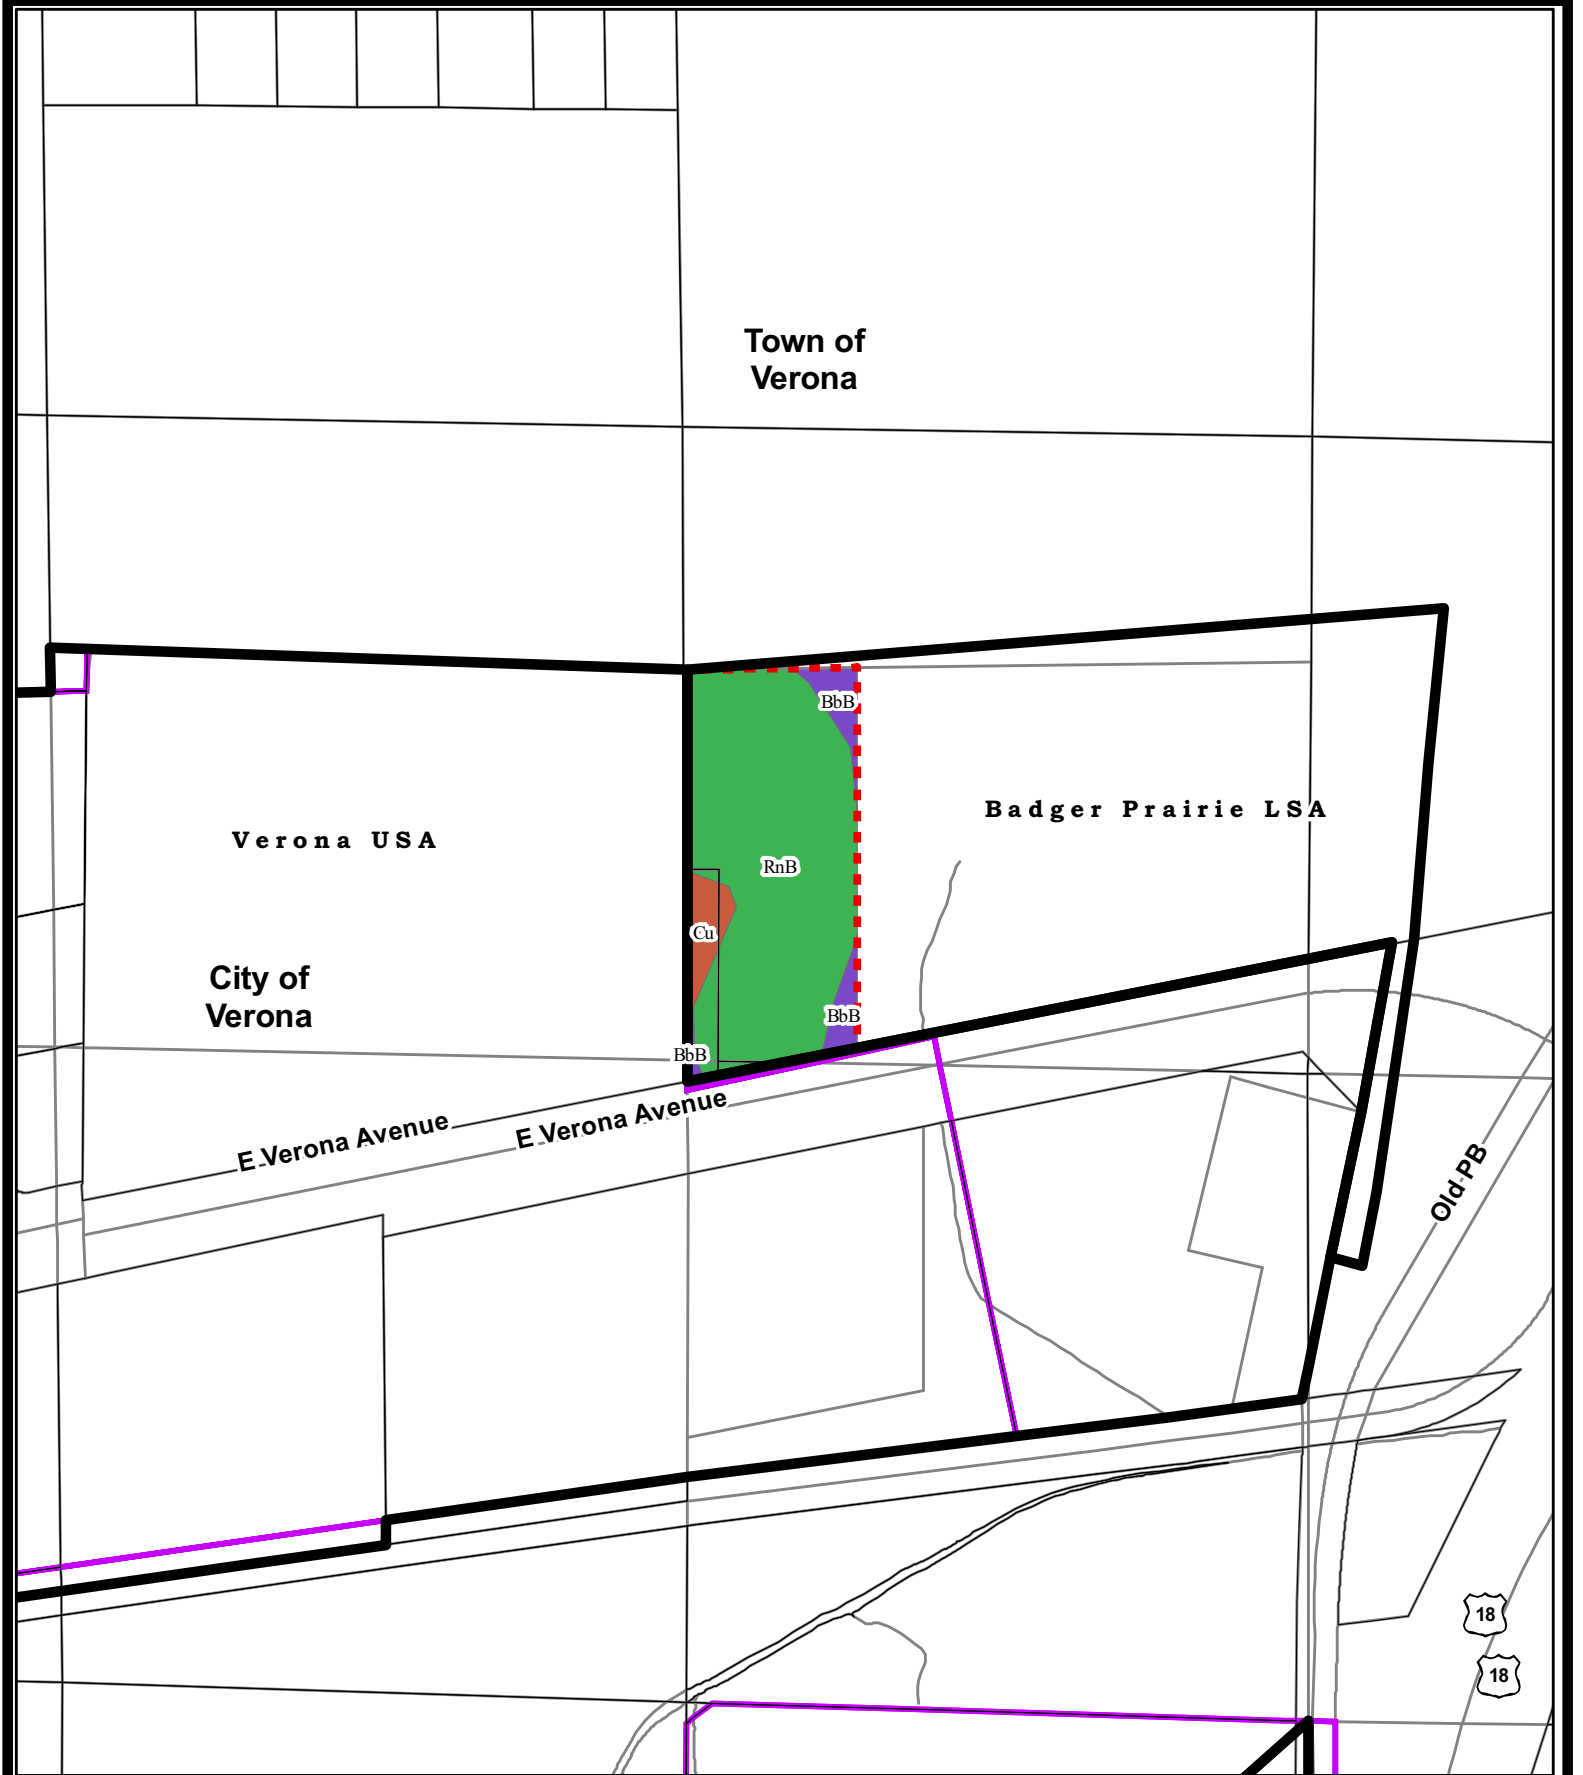 Town of
Verona
BbB
Badger Prairie LSA
Verona USA
RnB
Cu
City of
Verona
BbB
BbB
E Verona Avenue
E Verona Avenue
Old PB
18
18